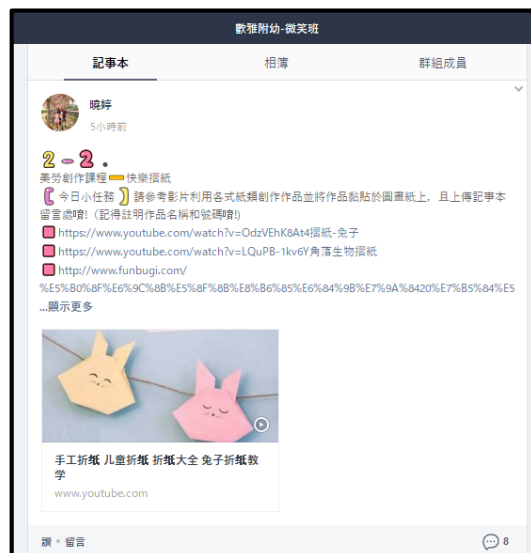 歡雅附幼-微笑班
記事本 相簿 群組成員
曉婷
5小時前
2-2.
美勞創作課程➖快樂摺紙
【今日小任務】請參考影片利用各式紙類創作作品並將作品黏貼於圖畫紙上，且上傳記事本
留言處唷!（記得註明作品名稱和號碼唷!)
https://www.youtube.com/watch?v=OdzVEhK8At4摺紙-兔子
https://www.youtube.com/watch?v=LQuPB-1kv6Y角落生物摺紙
http://www.funbugi.com/
%E5%B0%8F%E6%9C%8B%E5%8F%8B%E8%B6%85%E6%84%9B%E7%9A%8420%E7%B5%84%E5
...顯示更多
手工折纸 儿童折纸 折纸大全 兔子折纸教
学
www.youtube.com
讚 • 留言 8